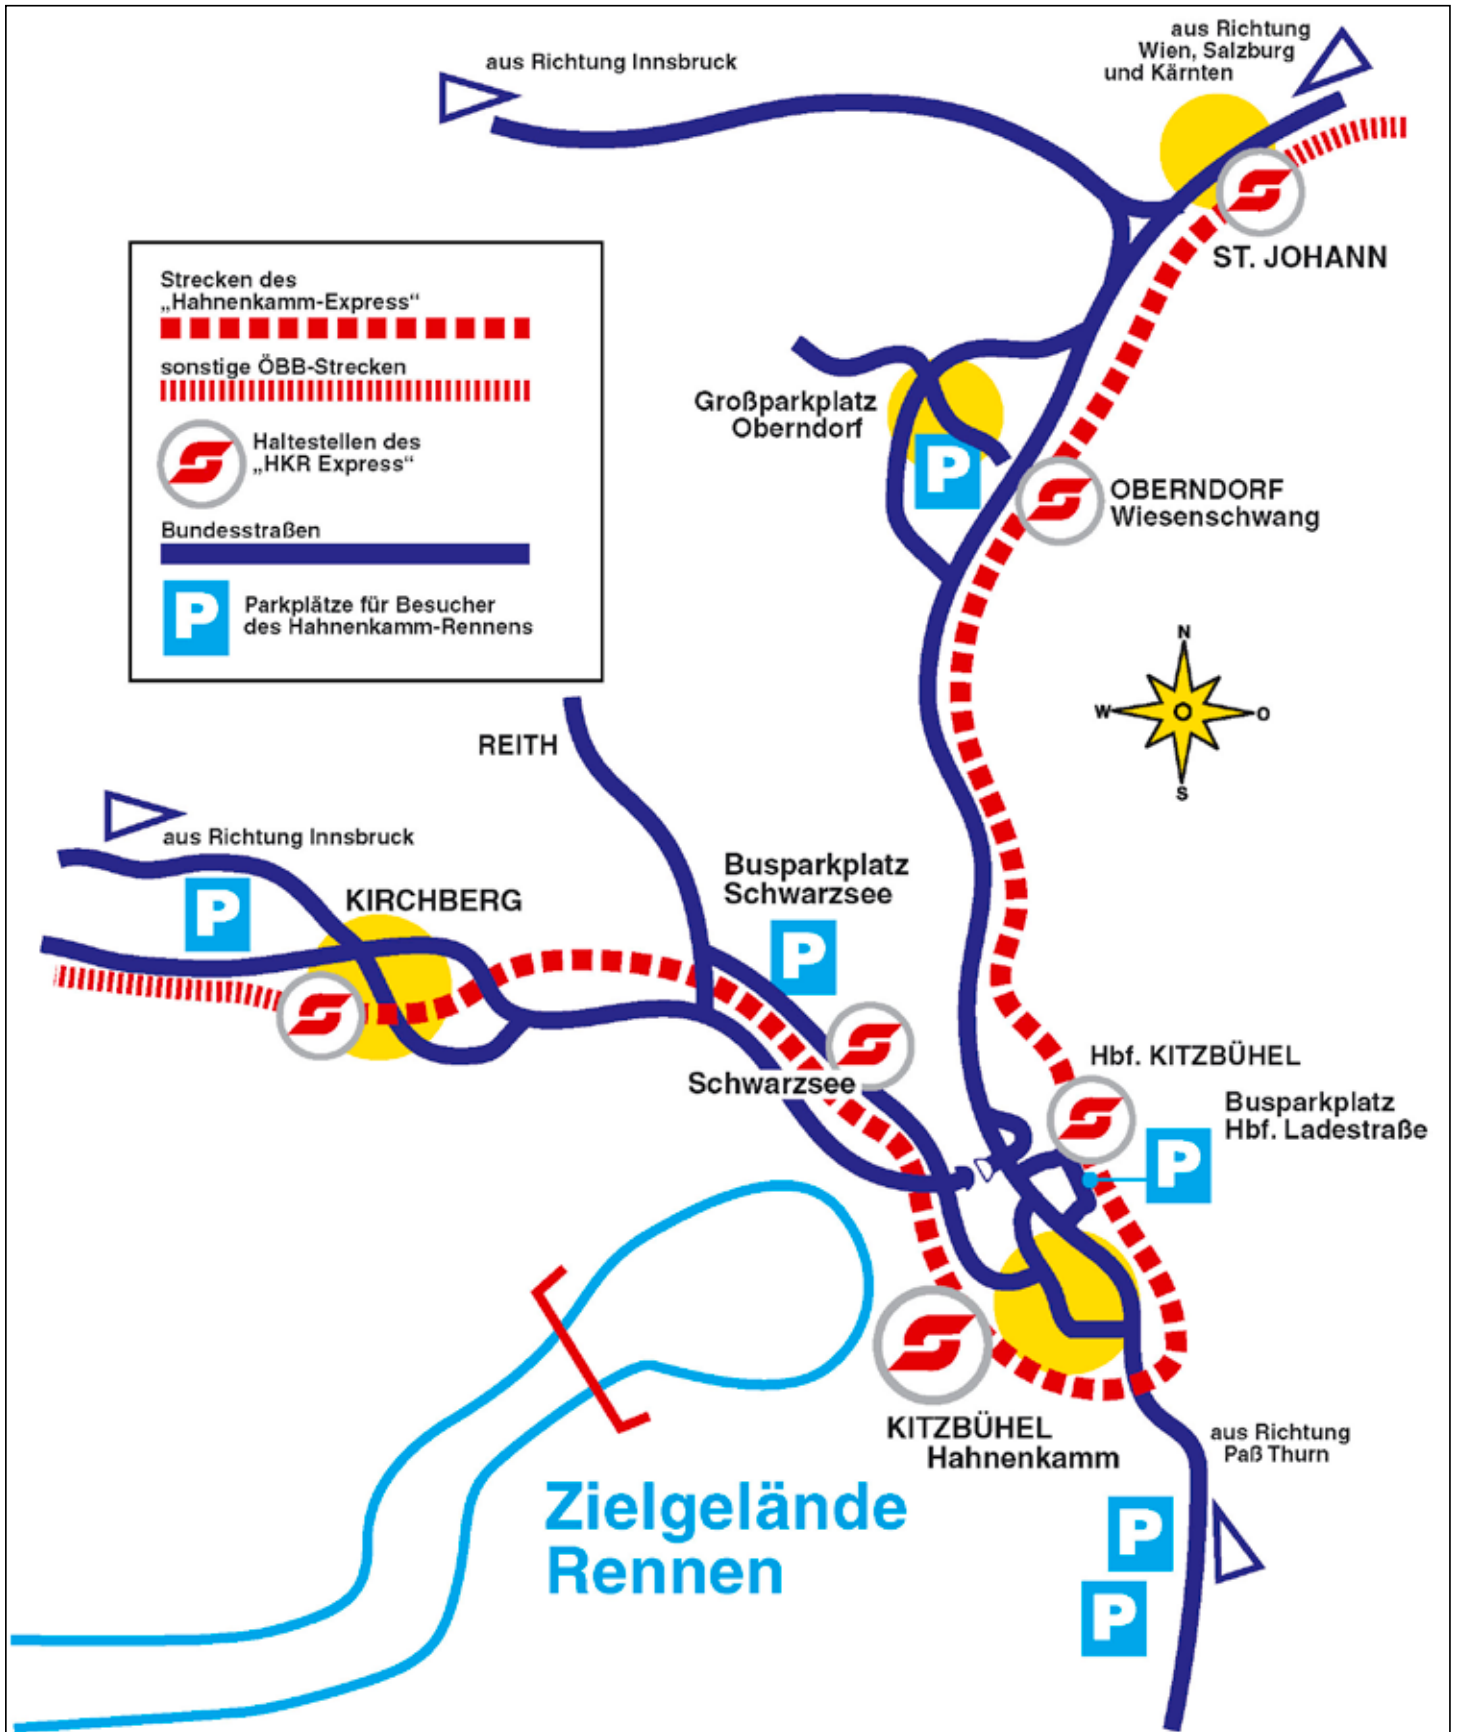 aus Richtung Innsbruck
aus Richtung
Wien, Salzburg
und Kärnten
ST. JOHANN
Strecken des
„Hahnenkamm-Express“
sonstige ÖBB-Strecken
Haltestellen des
„HKR Express“
Bundesstraßen
P
Parkplätze für Besucher
des Hahnenkamm-Rennens
Großparkplatz
Oberndorf
P
OBERNDORF
Wiesenschwang
N
W
O
S
REITH
aus Richtung Innsbruck
P
KIRCHBERG
Busparkplatz
Schwarzsee
P
Schwarzsee
Hbf. KITZBÜHEL
Busparkplatz
Hbf. Ladestraße
P
KITZBÜHEL
Hahnenkamm
aus Richtung
Paß Thurn
Zielgelände
Rennen
P
P